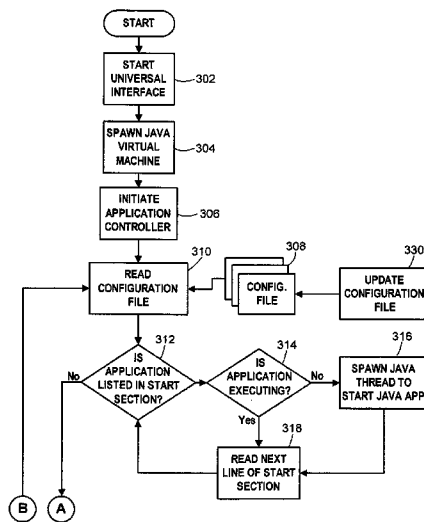 START
START
UNIVERSAL
INTERFACE
302
SPAWN JAVA
VIRTUAL
MACHINE
304
INITIATE
APPLICATION
CONTROLLER
306
310
READ
CONFIGURATION
FILE
308
CONFIG.
FILE
330
UPDATE
CONFIGURATION
FILE
312
IS
APPLICATION
LISTED IN START
SECTION?
No
314
IS
APPLICATION
EXECUTING?
No
Yes
316
SPAWN JAVA
THREAD TO
START JAVA APP.
318
READ NEXT
LINE OF START
SECTION
B
A